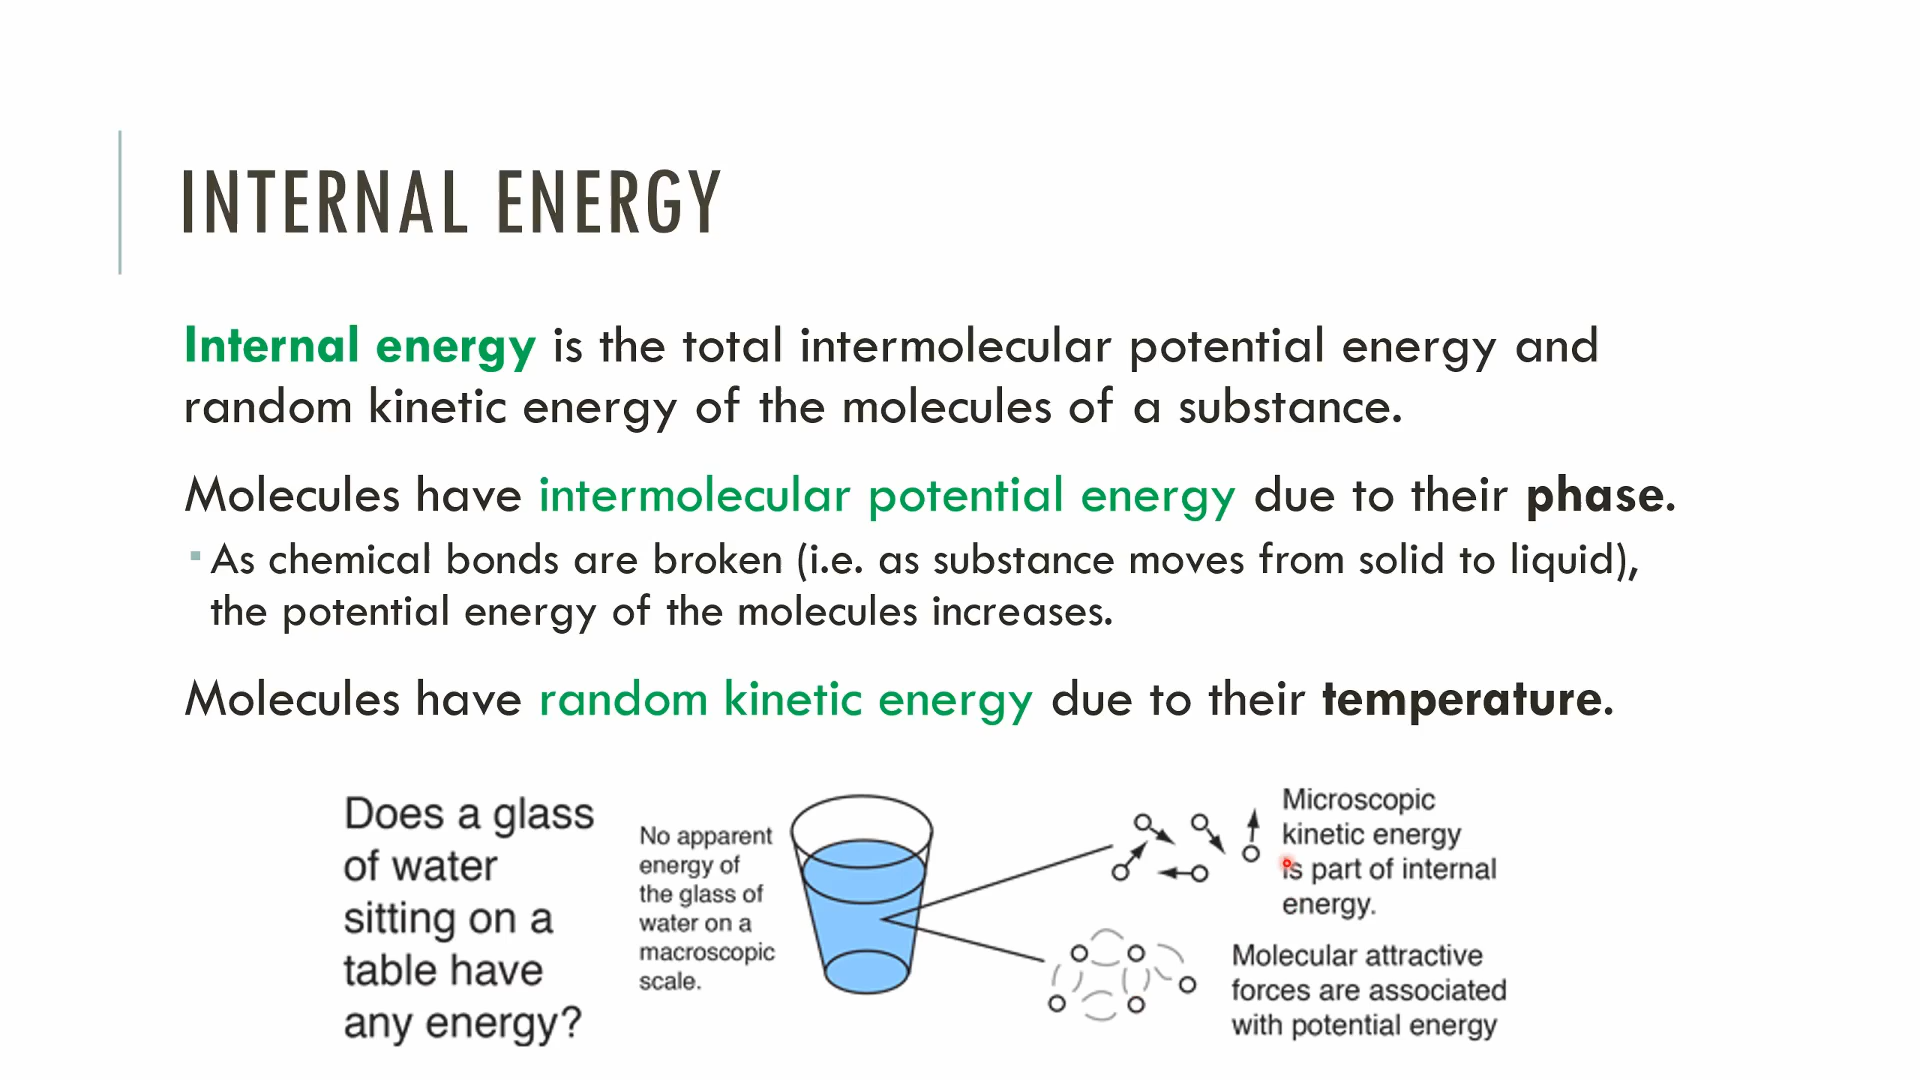 INTERNAL ENERGY
Internal energy is the total intermolecular potential energy and
random kinetic energy of the molecules of a substance.
Molecules have intermolecular potential energy due to their phase.
▪ As chemical bonds are broken (i.e. as substance moves from solid to liquid),
the potential energy of the molecules increases.
Molecules have random kinetic energy due to their temperature.
Does a glass
of water
sitting on a
table have
any energy?
No apparent
energy of
the glass of
water on a
macroscopic
scale.
Microscopic
kinetic energy
is part of internal
energy.
Molecular attractive
forces are associated
with potential energy